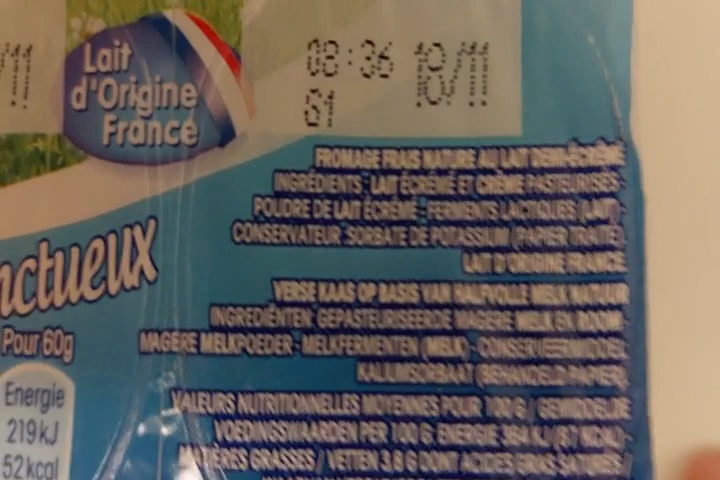 Lait
d'Origine
France
08:36
61
FROMAGE FRAIS NATURE AU LAIT DEMI-ÉCRÉMÉ
INGRÉDIENTS : LAIT ÉCRÉMÉ ET CRÈME PASTEURISÉS -
POUDRE DE LAIT ÉCRÉMÉ - FERMENTS LACTIQUES (LAIT) -
CONSERVATEUR : SORBATE DE POTASSIUM (PAPIER TRAITÉ).
LAIT D'ORIGINE FRANCE
nctueux
VERSE KAAS OP BASIS VAN HALFVOLLE MELK NATUUR
INGREDIËNTEN: GEPASTEURISEERDE MAGERE MELK EN ROOM -
MAGERE MELKPOEDER - MELKFERMENTEN (MELK) - CONSERVEERMIDDEL:
KALIUMSORBAAT (BEHANDELD PAPIER).
Pour 60g
Energie
219 kJ
52 kcal
VALEURS NUTRITIONNELLES MOYENNES POUR 100 G / GEMIDDELDE
VOEDINGSWAARDEN PER 100 G: ENERGIE 364 KJ (87 KCAL) -
MATIÈRES GRASSES / VETTEN 3,8 G DONT ACIDES GRAS SATURÉS /